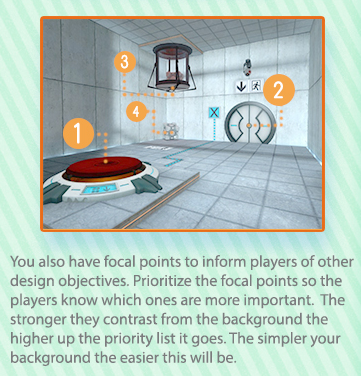 3
2
4
X
1
You also have focal points to inform players of other
design objectives. Prioritize the focal points so the
players know which ones are more important.  The
stronger they contrast from the background the
higher up the priority list it goes. The simpler your
background the easier this will be.